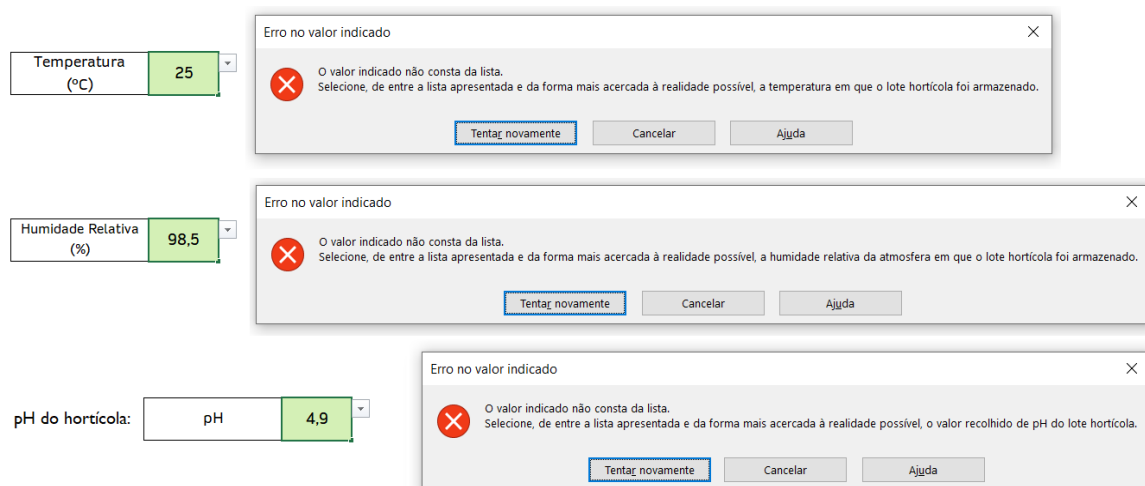 Erro no valor indicado
Temperatura
(ºC)
25
O valor indicado não consta da lista.
Selecione, de entre a lista apresentada e da forma mais acercada à realidade possível, a temperatura em que o lote hortícola foi armazenado.
Tentar novamente Cancelar Ajuda
Erro no valor indicado
Humidade Relativa
(%)
98,5
O valor indicado não consta da lista.
Selecione, de entre a lista apresentada e da forma mais acercada à realidade possível, a humidade relativa da atmosfera em que o lote hortícola foi armazenado.
Tentar novamente Cancelar Ajuda
Erro no valor indicado
pH do hortícola: pH 4,9
O valor indicado não consta da lista.
Selecione, de entre a lista apresentada e da forma mais acercada à realidade possível, o valor recolhido de pH do lote hortícola.
Tentar novamente Cancelar Ajuda